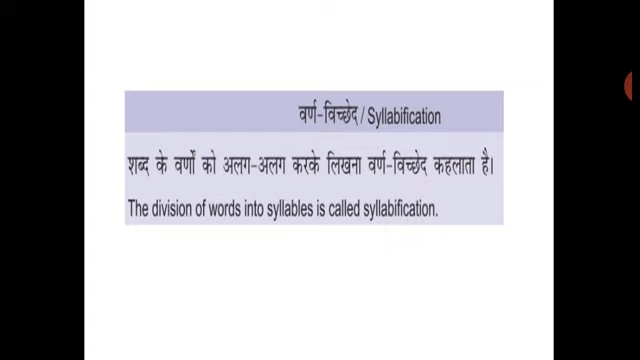 वर्ण-विच्छेद / Syllabification
शब्द के वर्णों को अलग-अलग करके लिखना वर्ण-विच्छेद कहलाता है।
The division of words into syllables is called syllabification.